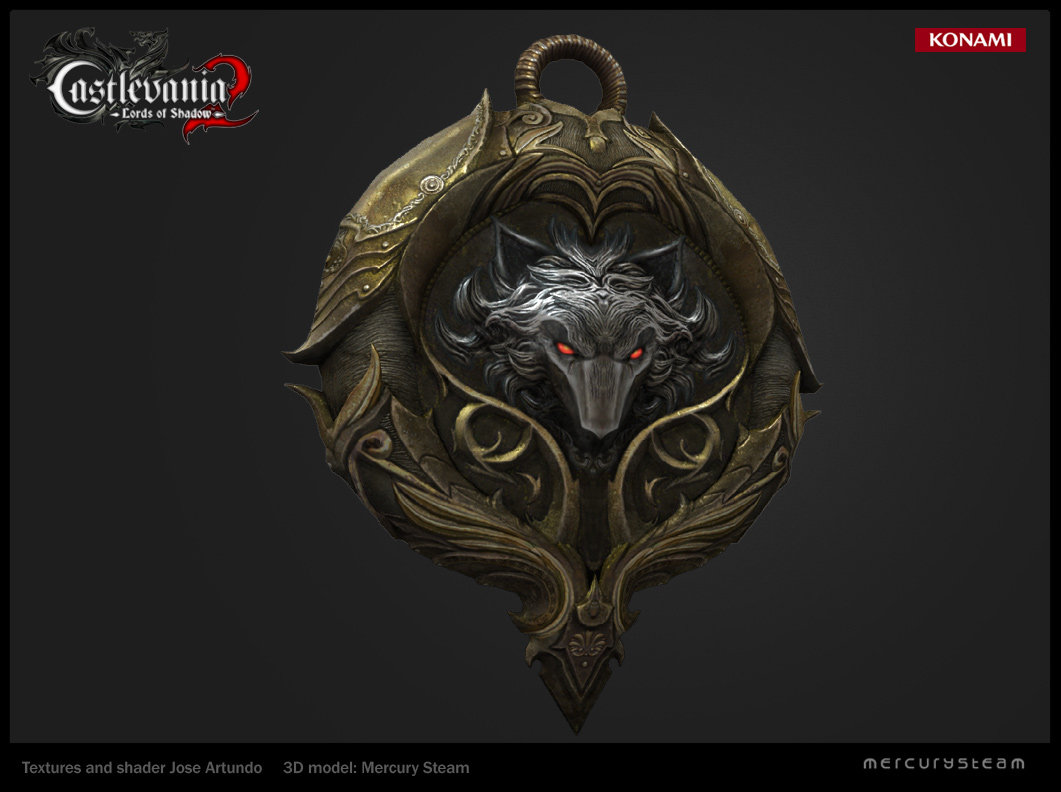 Castlevania 2
Lords of Shadow
KONAMI
Textures and shader Jose Artundo 3D model: Mercury Steam
mercurysteam